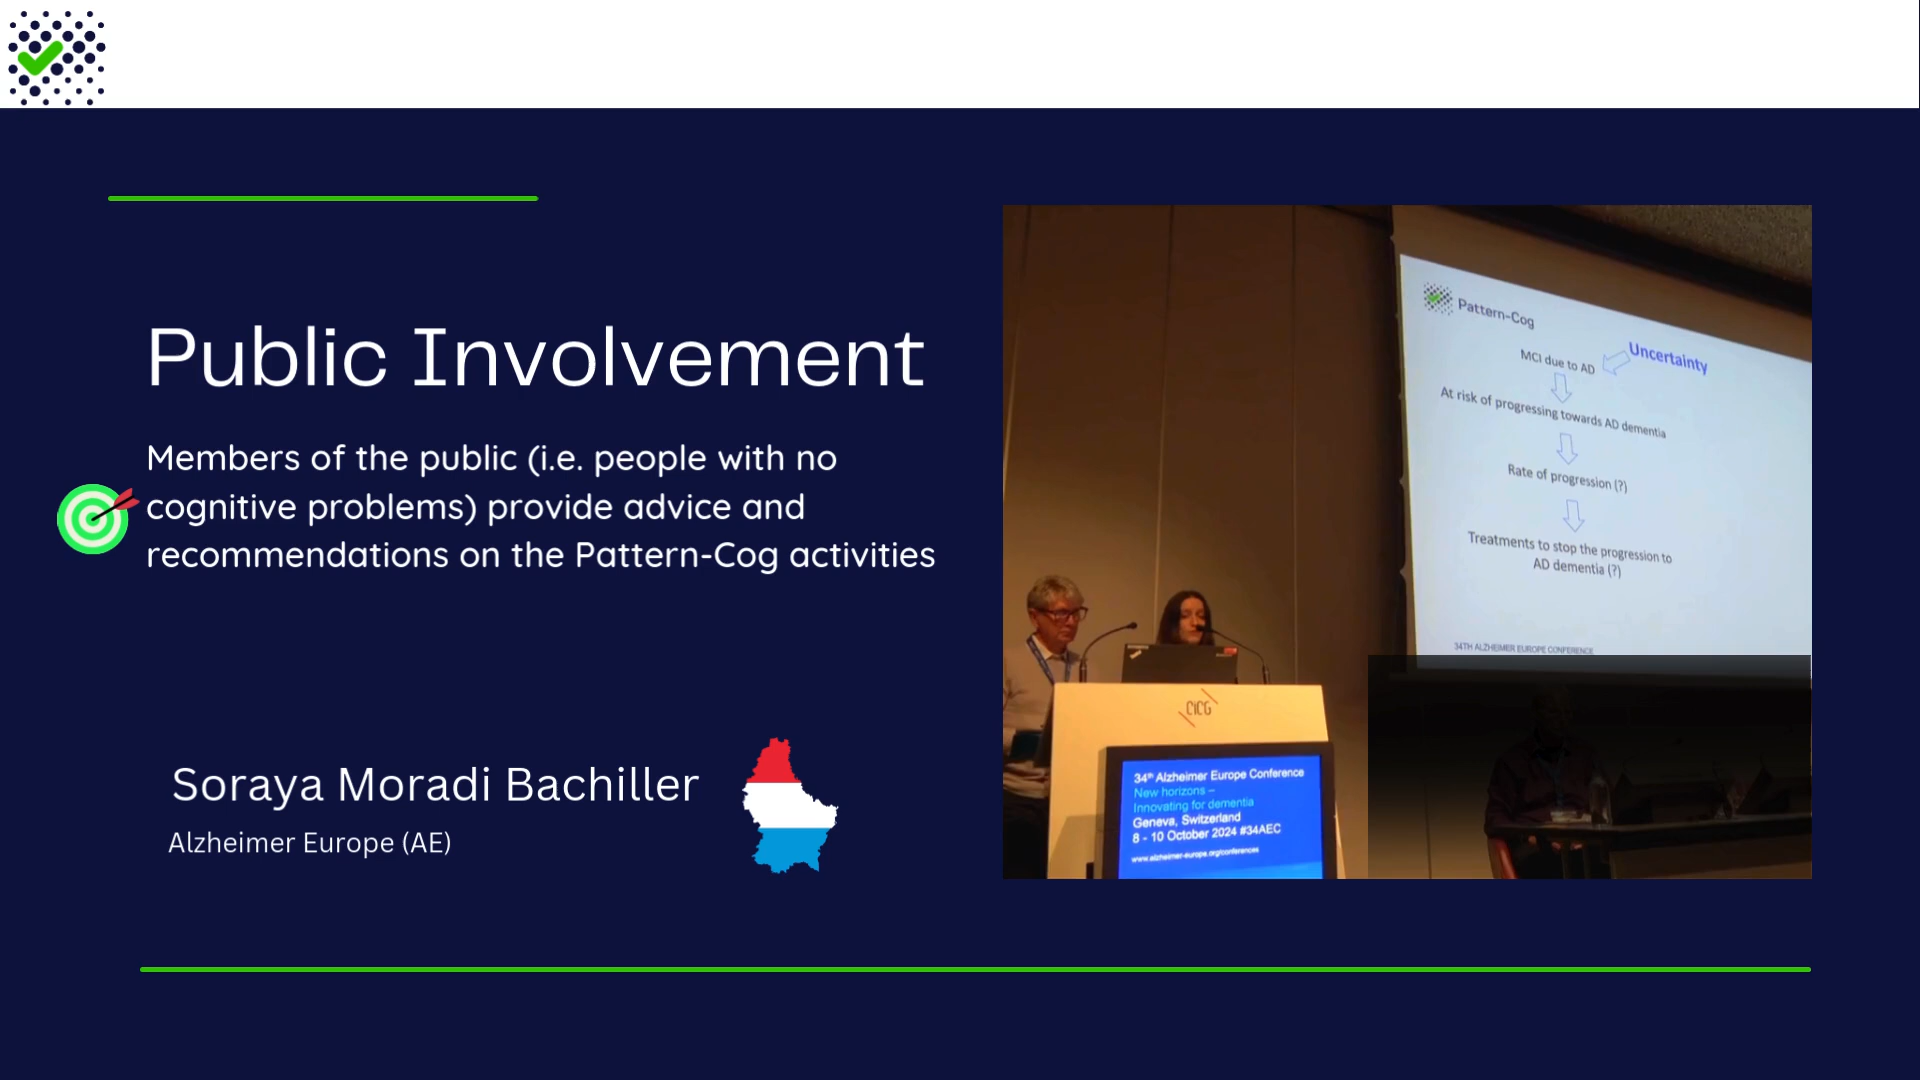 Public Involvement
Members of the public (i.e. people with no
cognitive problems) provide advice and
recommendations on the Pattern-Cog activities
Soraya Moradi Bachiller
Alzheimer Europe (AE)
Pattern-Cog
Uncertainty
MCI due to AD
At risk of progressing towards AD dementia
Rate of progression (?)
Treatments to stop the progression to
AD dementia (?)
34TH ALZHEIMER EUROPE CONFERENCE
CICG
34th Alzheimer Europe Conference
New horizons –
Innovating for dementia
Geneva, Switzerland
8 - 10 October 2024 #34AEC
www.alzheimer-europe.org/conferences